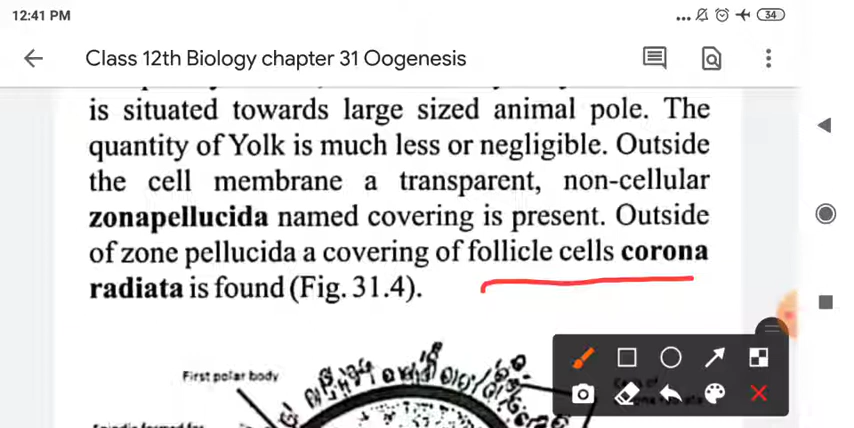 12:41 PM
34
Class 12th Biology chapter 31 Oogenesis
is situated towards large sized animal pole. The
quantity of Yolk is much less or negligible. Outside
the cell membrane a transparent, non-cellular
zonapellucida named covering is present. Outside
of zone pellucida a covering of follicle cells corona
radiata is found (Fig. 31.4).
First polar body